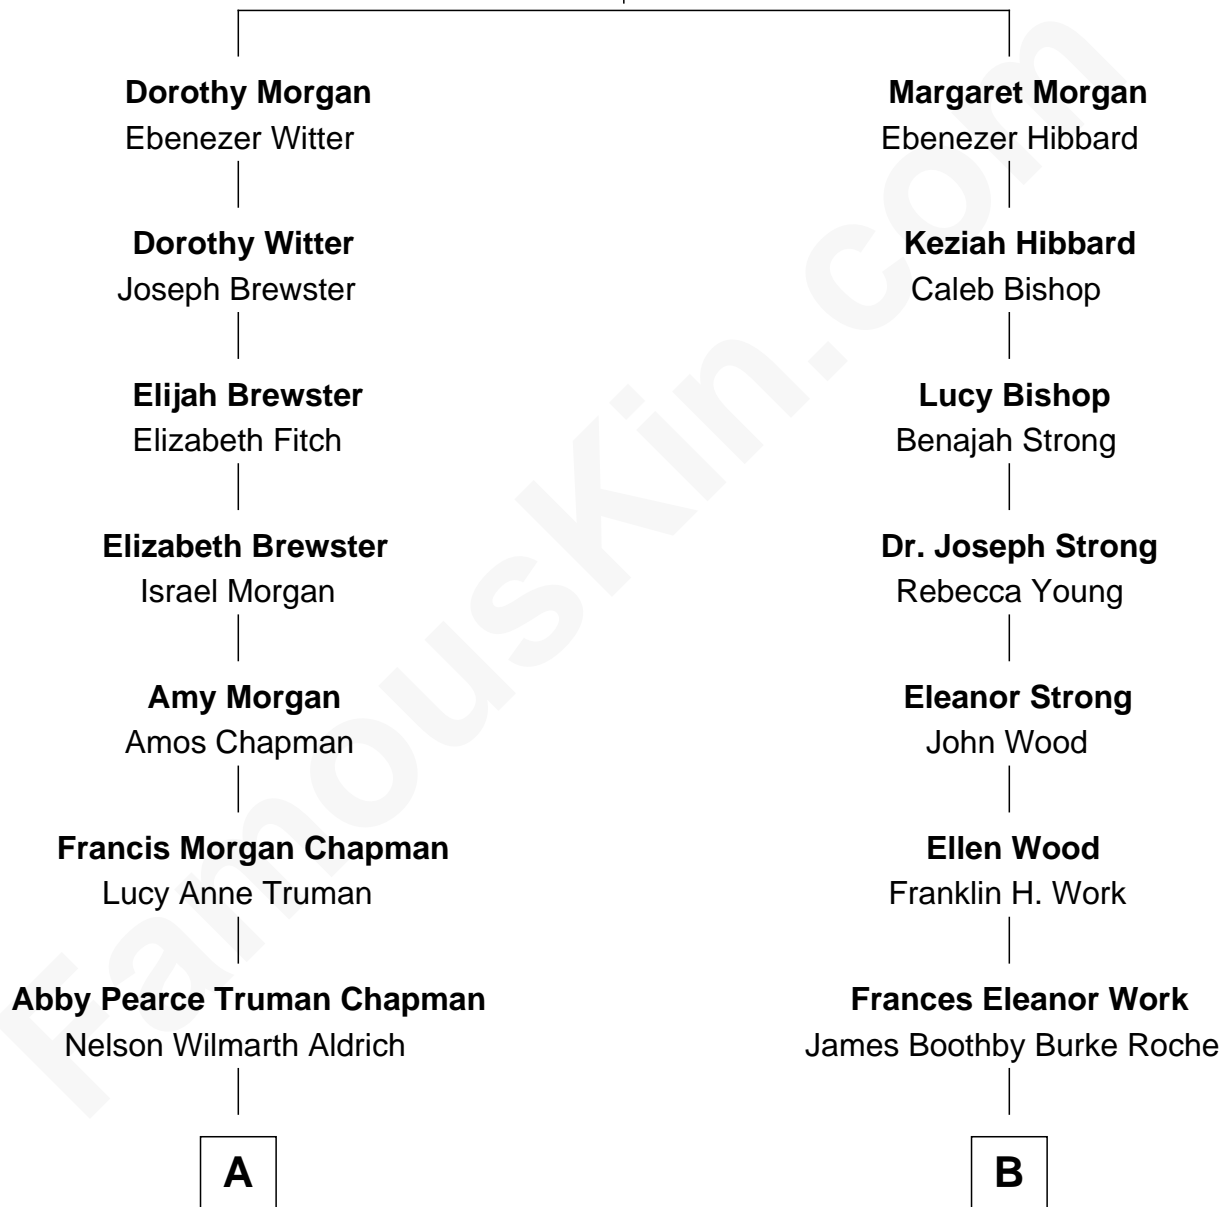 Dorothy Morgan
Ebenezer Witter
Margaret Morgan
Ebenezer Hibbard
Dorothy Witter
Joseph Brewster
Keziah Hibbard
Caleb Bishop
Elijah Brewster
Elizabeth Fitch
Lucy Bishop
Benajah Strong
Elizabeth Brewster
Israel Morgan
Dr. Joseph Strong
Rebecca Young
Amy Morgan
Amos Chapman
Eleanor Strong
John Wood
Francis Morgan Chapman
Lucy Anne Truman
Ellen Wood
Franklin H. Work
Abby Pearce Truman Chapman
Nelson Wilmarth Aldrich
Frances Eleanor Work
James Boothby Burke Roche
A
B
FamousKin.com